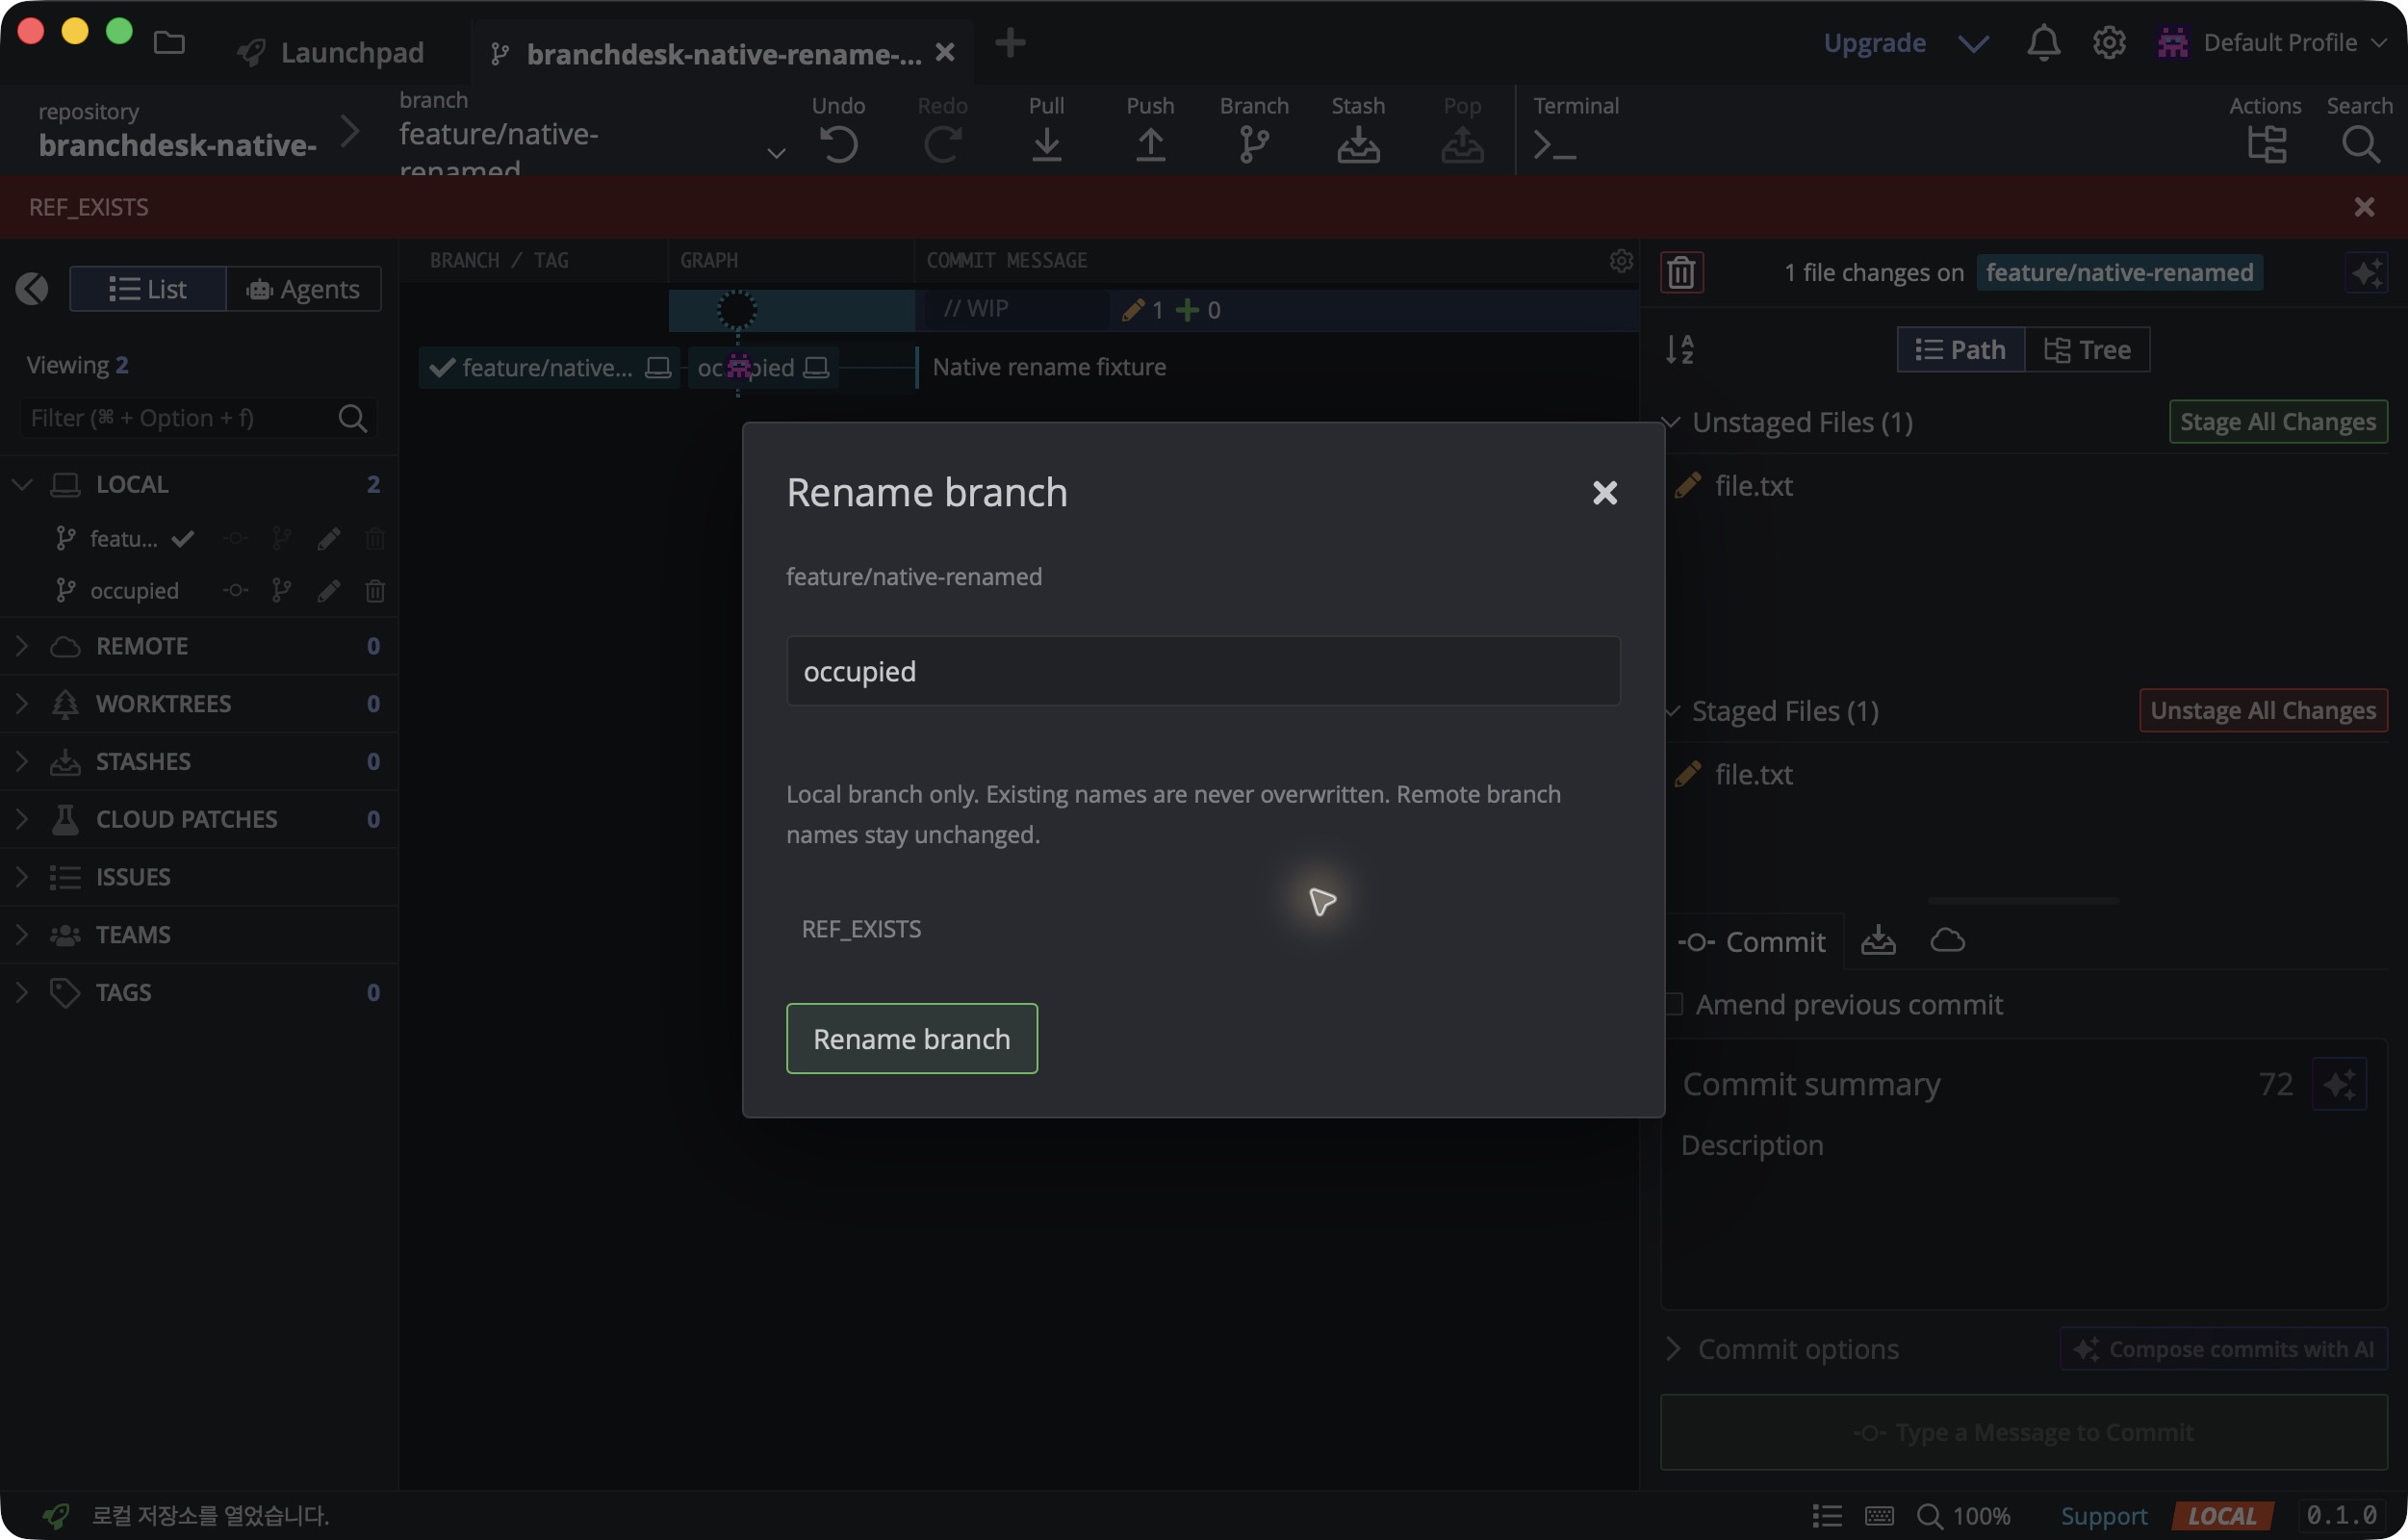 Launchpad
branchdesk-native-rename-...
Upgrade
Default Profile
repository
branchdesk-native-
branch
feature/native-
renamed
Undo
Redo
Pull
Push
Branch
Stash
Pop
Terminal
Actions
Search
REF_EXISTS
List
Agents
Viewing 2
Filter (⌘ + Option + f)
LOCAL 2
featu...
occupied
REMOTE 0
WORKTREES 0
STASHES 0
CLOUD PATCHES 0
ISSUES
TEAMS
TAGS 0
BRANCH / TAG
GRAPH
COMMIT MESSAGE
// WIP
1
0
feature/native...
occupied
Native rename fixture
Rename branch
feature/native-renamed
occupied
Local branch only. Existing names are never overwritten. Remote branch
names stay unchanged.
REF_EXISTS
Rename branch
1 file changes on feature/native-renamed
Path
Tree
Unstaged Files (1)
Stage All Changes
file.txt
Staged Files (1)
Unstage All Changes
file.txt
Commit
Amend previous commit
Commit summary
72
Description
Commit options
Compose commits with AI
Type a Message to Commit
로컬 저장소를 열었습니다.
100%
Support
LOCAL
0.1.0